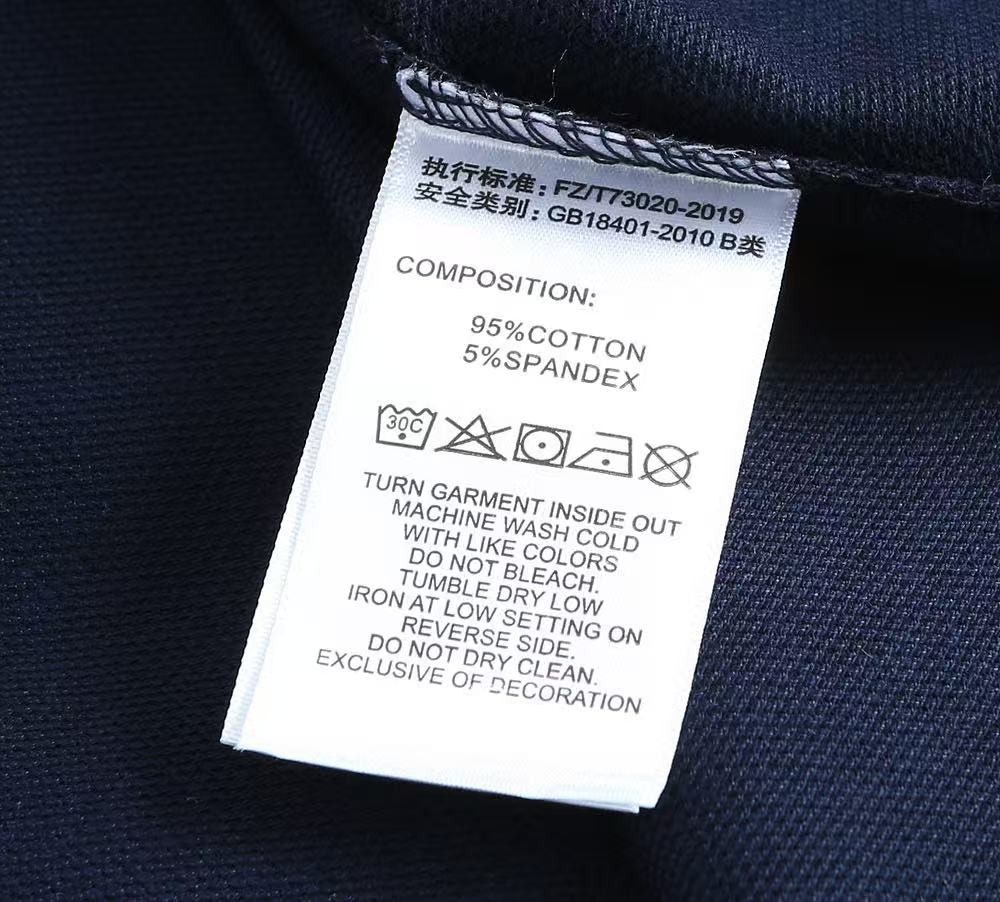 执行标准：FZ/T73020-2019
安全类别：GB18401-2010 B类
COMPOSITION:
95%COTTON
5%SPANDEX
30C
TURN GARMENT INSIDE OUT
MACHINE WASH COLD
WITH LIKE COLORS
DO NOT BLEACH.
TUMBLE DRY LOW
IRON AT LOW SETTING ON
REVERSE SIDE.
DO NOT DRY CLEAN.
EXCLUSIVE OF DECORATION